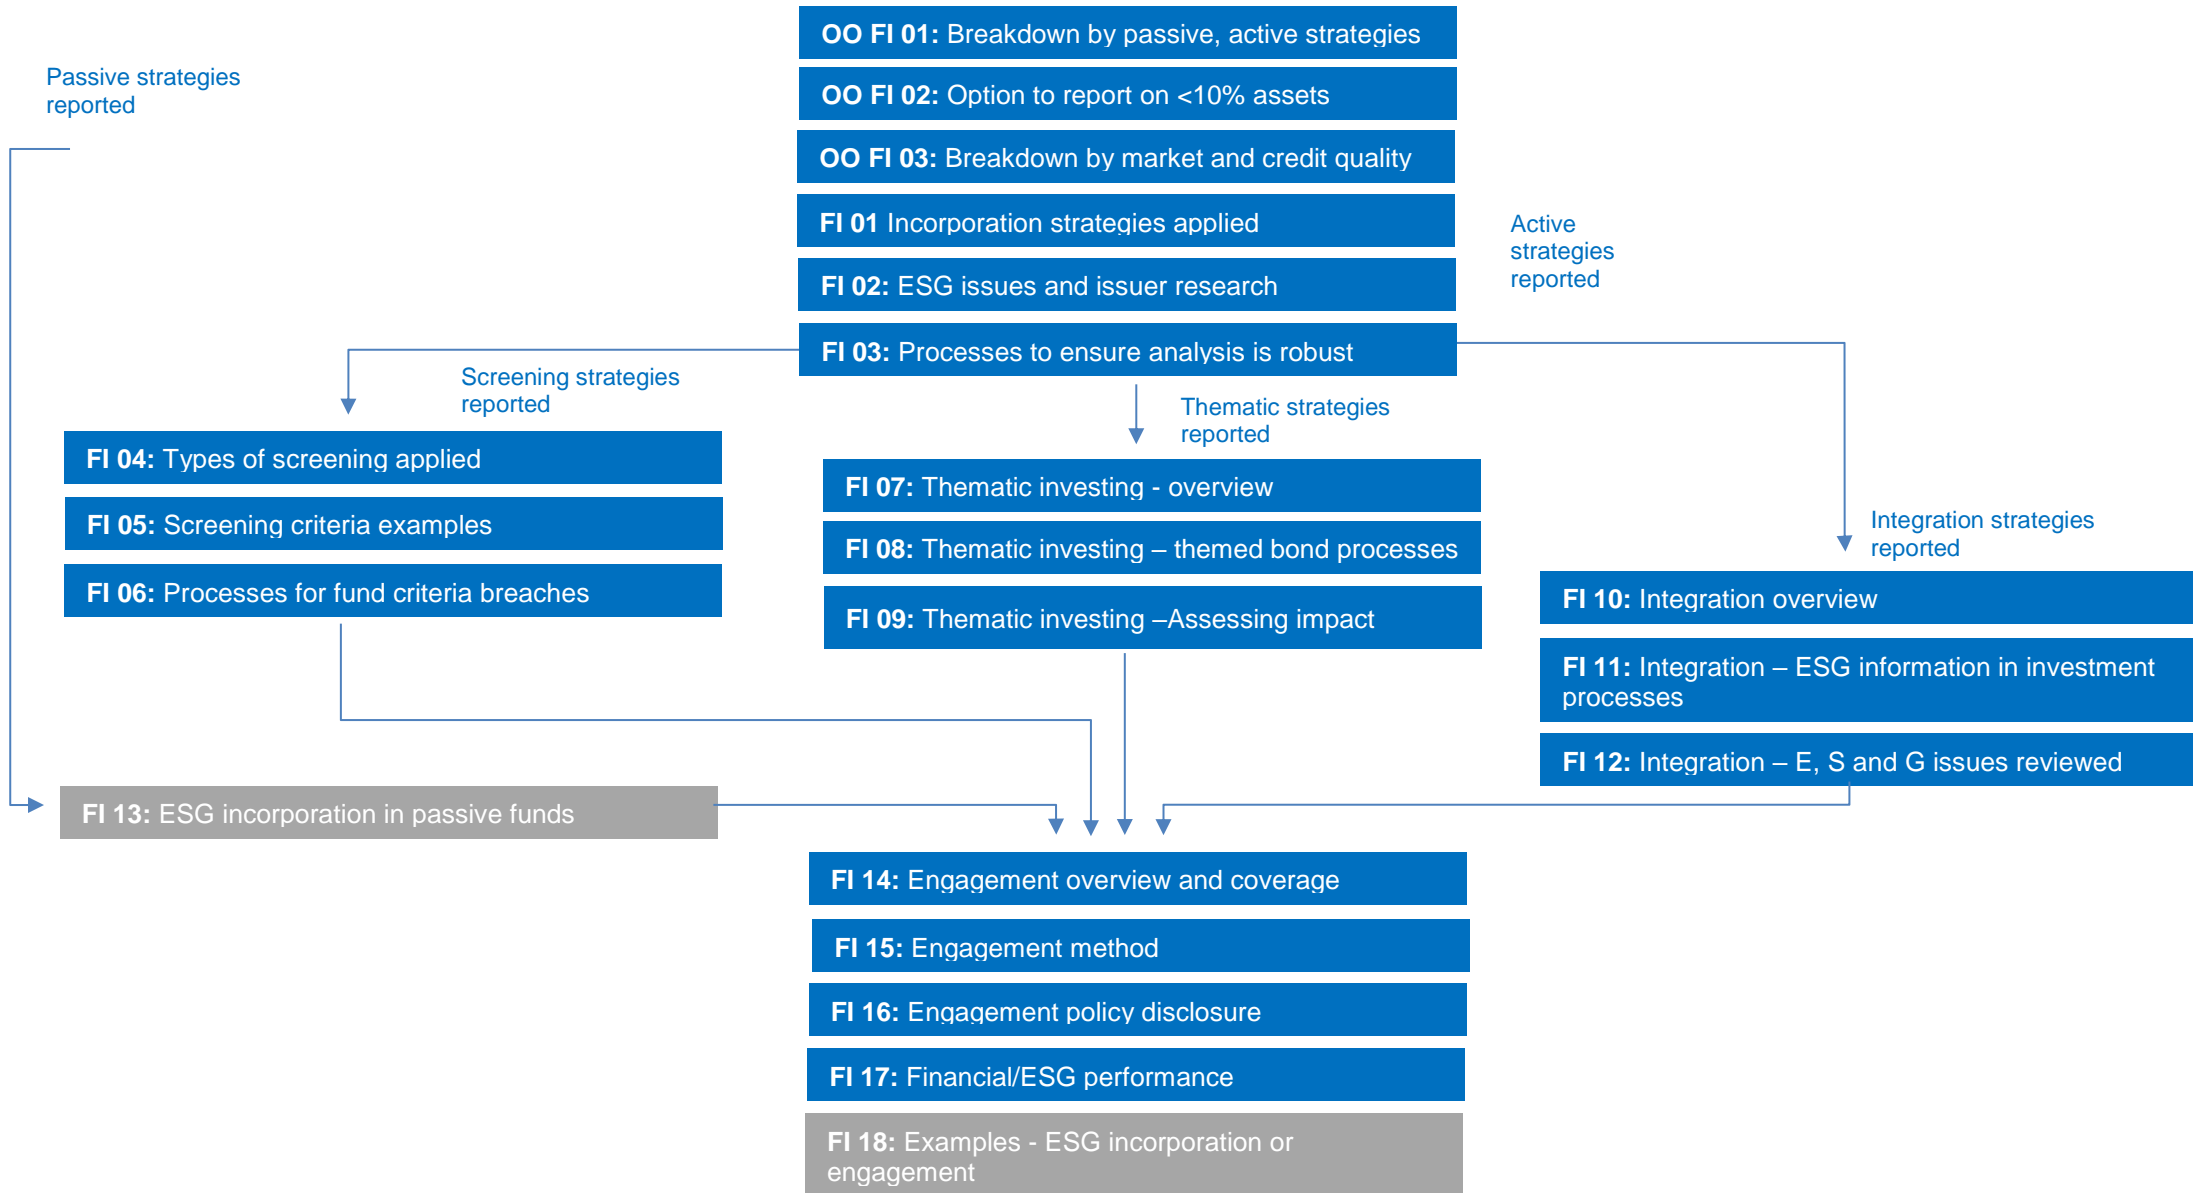 OO FI 01: Breakdown by passive, active strategies
Passive strategies
reported
OO FI 02: Option to report on <10% assets
OO FI 03: Breakdown by market and credit quality
FI 01 Incorporation strategies applied
Active
strategies
reported
FI 02: ESG issues and issuer research
FI 03: Processes to ensure analysis is robust
Screening strategies
reported
Thematic strategies
reported
FI 04: Types of screening applied
FI 05: Screening criteria examples
FI 06: Processes for fund criteria breaches
FI 07: Thematic investing - overview
FI 08: Thematic investing – themed bond processes
FI 09: Thematic investing –Assessing impact
Integration strategies
reported
FI 10: Integration overview
FI 11: Integration – ESG information in investment
processes
FI 12: Integration – E, S and G issues reviewed
FI 13: ESG incorporation in passive funds
FI 14: Engagement overview and coverage
FI 15: Engagement method
FI 16: Engagement policy disclosure
FI 17: Financial/ESG performance
FI 18: Examples - ESG incorporation or
engagement